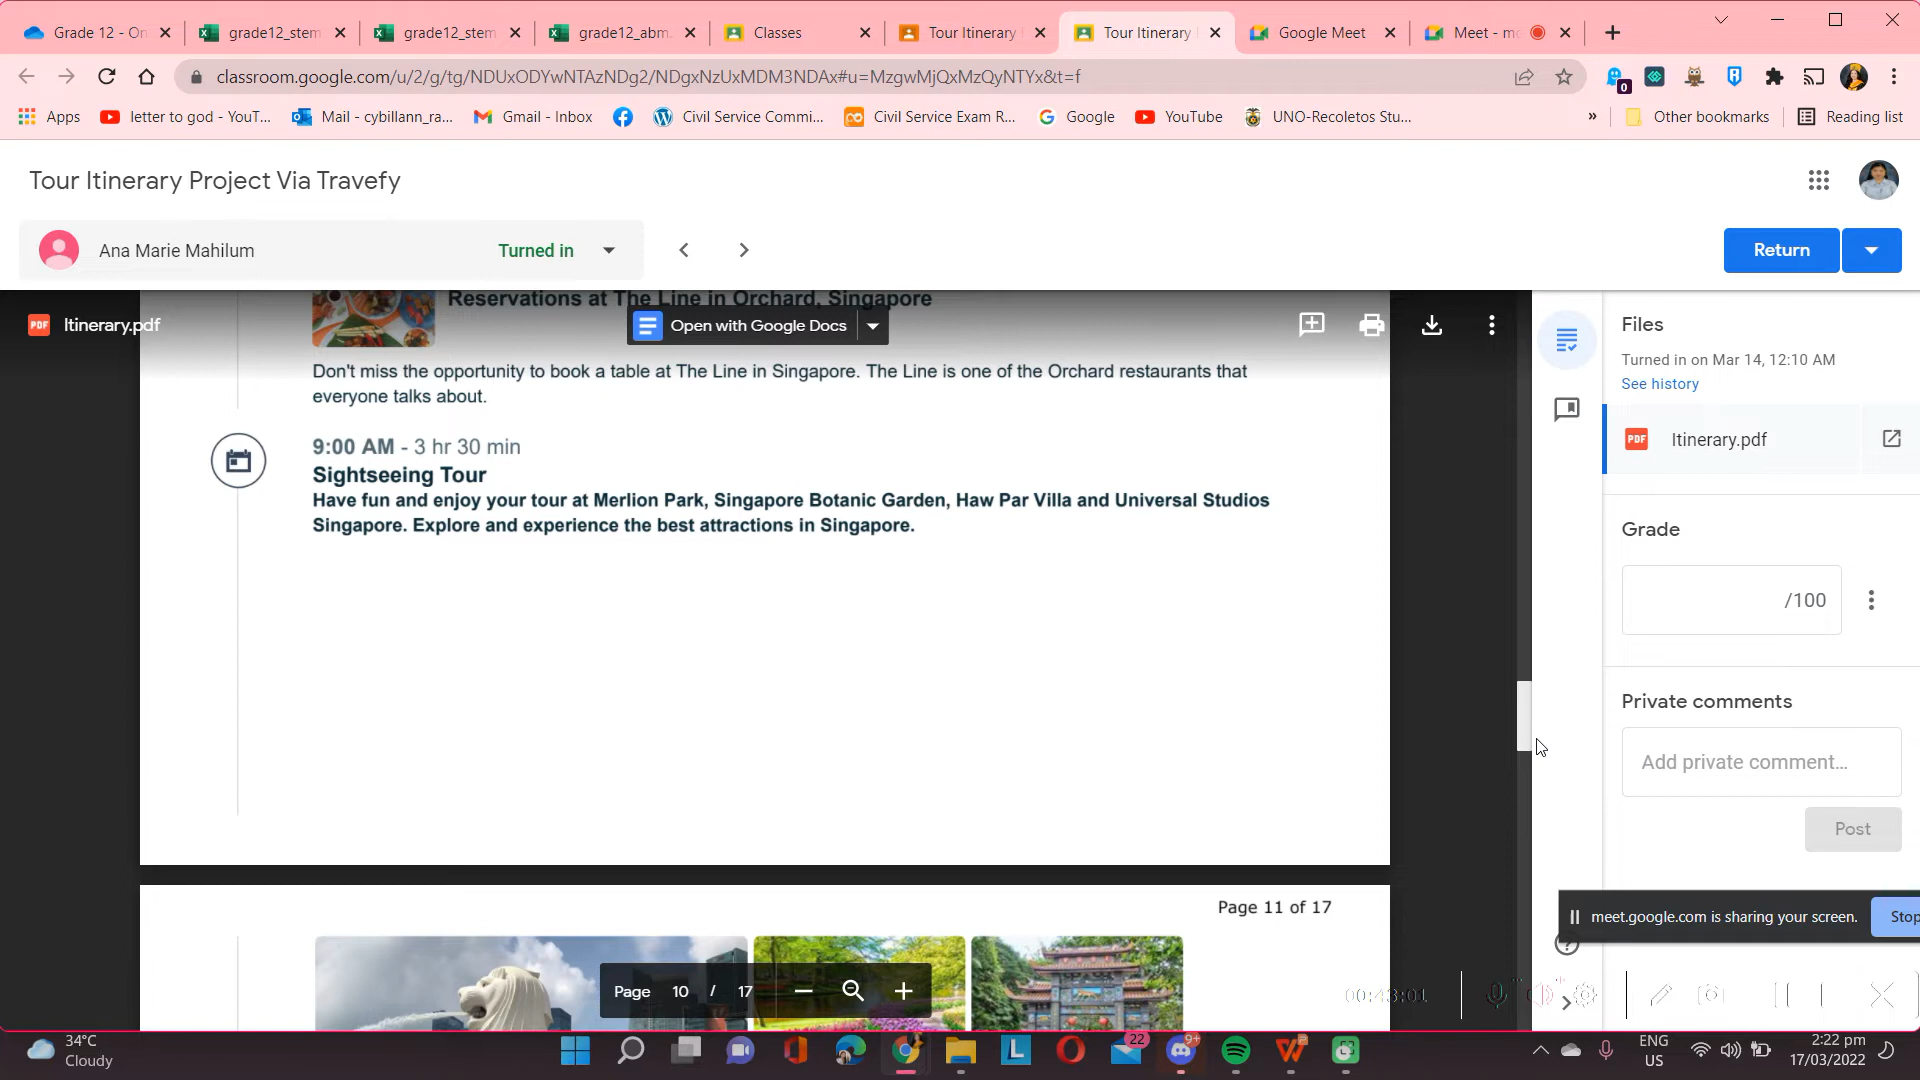 Grade 12 - On
grade12_stem
grade12_stem
grade12_abm
Classes
Tour Itinerary
Tour Itinerary
Google Meet
Meet - mo
classroom.google.com/u/2/g/tg/NDUxODYwNTAzNDg2/NDgxNzUxMDM3NDAx#u=MzgwMjQxMzQyNTYx&t=f
0
Apps
letter to god - YouT...
Mail - cybillann_ra...
Gmail - Inbox
Civil Service Commi...
Civil Service Exam R...
Google
YouTube
UNO-Recoletos Stu...
»
Other bookmarks
Reading list
Tour Itinerary Project Via Travefy
Ana Marie Mahilum
Turned in
Return
Reservations at The Line in Orchard, Singapore
PDF
Itinerary.pdf
Open with Google Docs
Don't miss the opportunity to book a table at The Line in Singapore. The Line is one of the Orchard restaurants that
everyone talks about.
9:00 AM - 3 hr 30 min
Sightseeing Tour
Have fun and enjoy your tour at Merlion Park, Singapore Botanic Garden, Haw Par Villa and Universal Studios
Singapore. Explore and experience the best attractions in Singapore.
Page 11 of 17
Page 10 / 17
Files
Turned in on Mar 14, 12:10 AM
See history
PDF
Itinerary.pdf
Grade
/100
Private comments
Add private comment...
Post
meet.google.com is sharing your screen.
Stop
00:43:01
34°C
Cloudy
22
9+
ENG
US
2:22 pm
17/03/2022